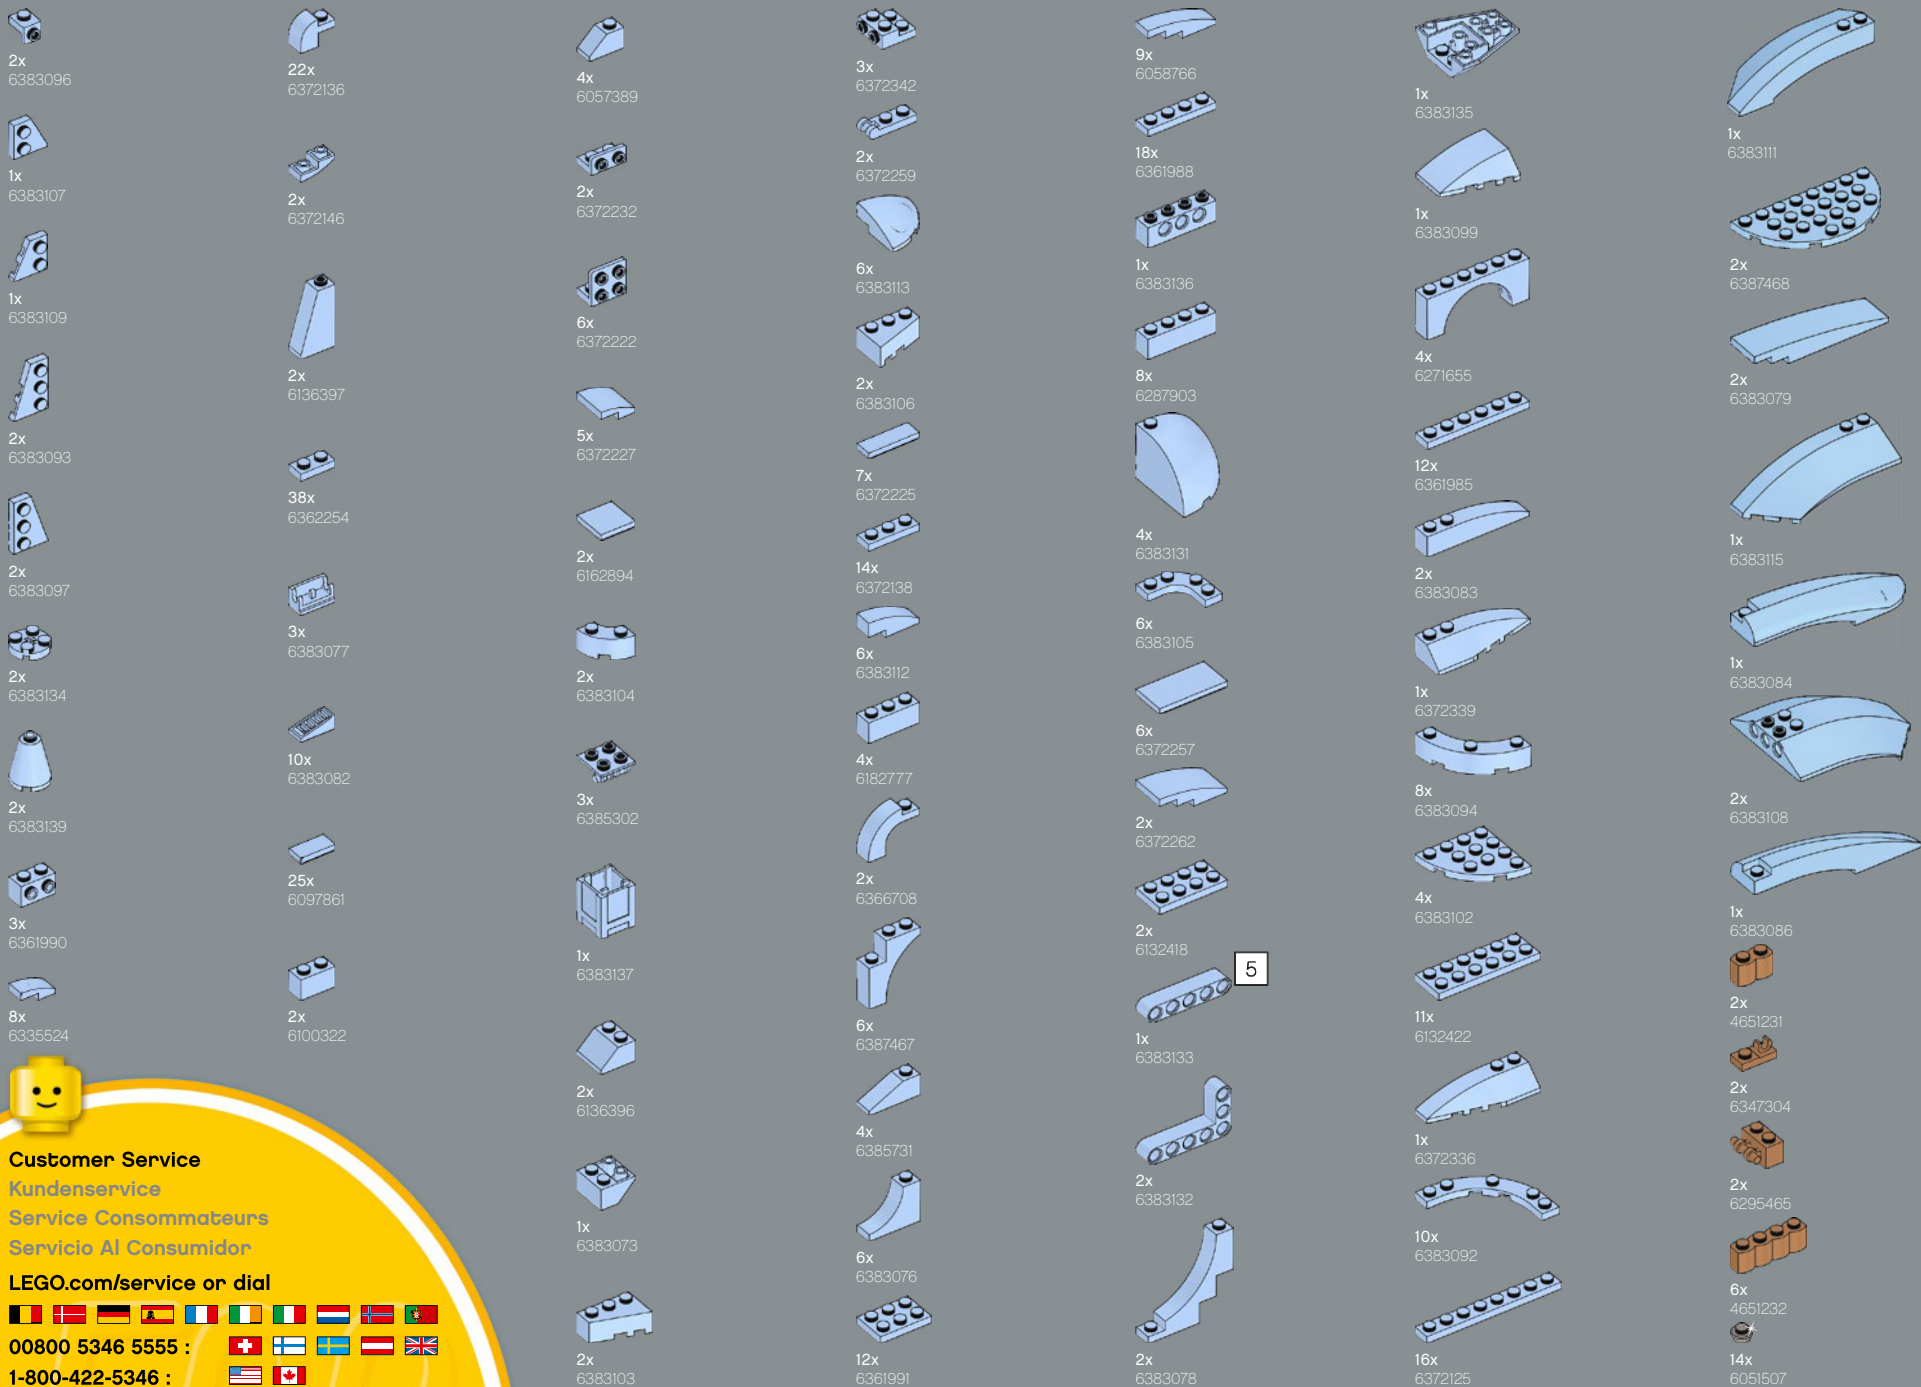 2x
6383096
1x
6383107
1x
6383109
2x
6383093
2x
6383097
2x
6383134
2x
6383139
3x
6361990
8x
6335524
22x
6372136
2x
6372146
2x
6136397
38x
6362254
3x
6383077
10x
6383082
25x
6097861
2x
6100322
4x
6057389
2x
6372232
6x
6372222
5x
6372227
2x
6162894
2x
6383104
3x
6385302
1x
6383137
2x
6136396
1x
6383073
2x
6383103
3x
6372342
2x
6372259
6x
6383113
2x
6383106
7x
6372225
14x
6372138
6x
6383112
4x
6182777
2x
6366708
6x
6387467
4x
6385731
6x
6383076
12x
6361991
9x
6058766
18x
6361988
1x
6383136
8x
6287903
4x
6383131
6x
6383105
6x
6372257
2x
6372262
2x
6132418
5
1x
6383133
2x
6383132
2x
6383078
1x
6383135
1x
6383099
4x
6271655
12x
6361985
2x
6383083
1x
6372339
8x
6383094
4x
6383102
11x
6132422
1x
6372336
10x
6383092
16x
6372125
1x
6383111
2x
6387468
2x
6383079
1x
6383115
1x
6383084
2x
6383108
1x
6383086
2x
4651231
2x
6347304
2x
6295465
6x
4651232
14x
6051507
Customer Service
Kundenservice
Service Consommateurs
Servicio Al Consumidor
LEGO.com/service or dial
00800 5346 5555 :
1-800-422-5346 :